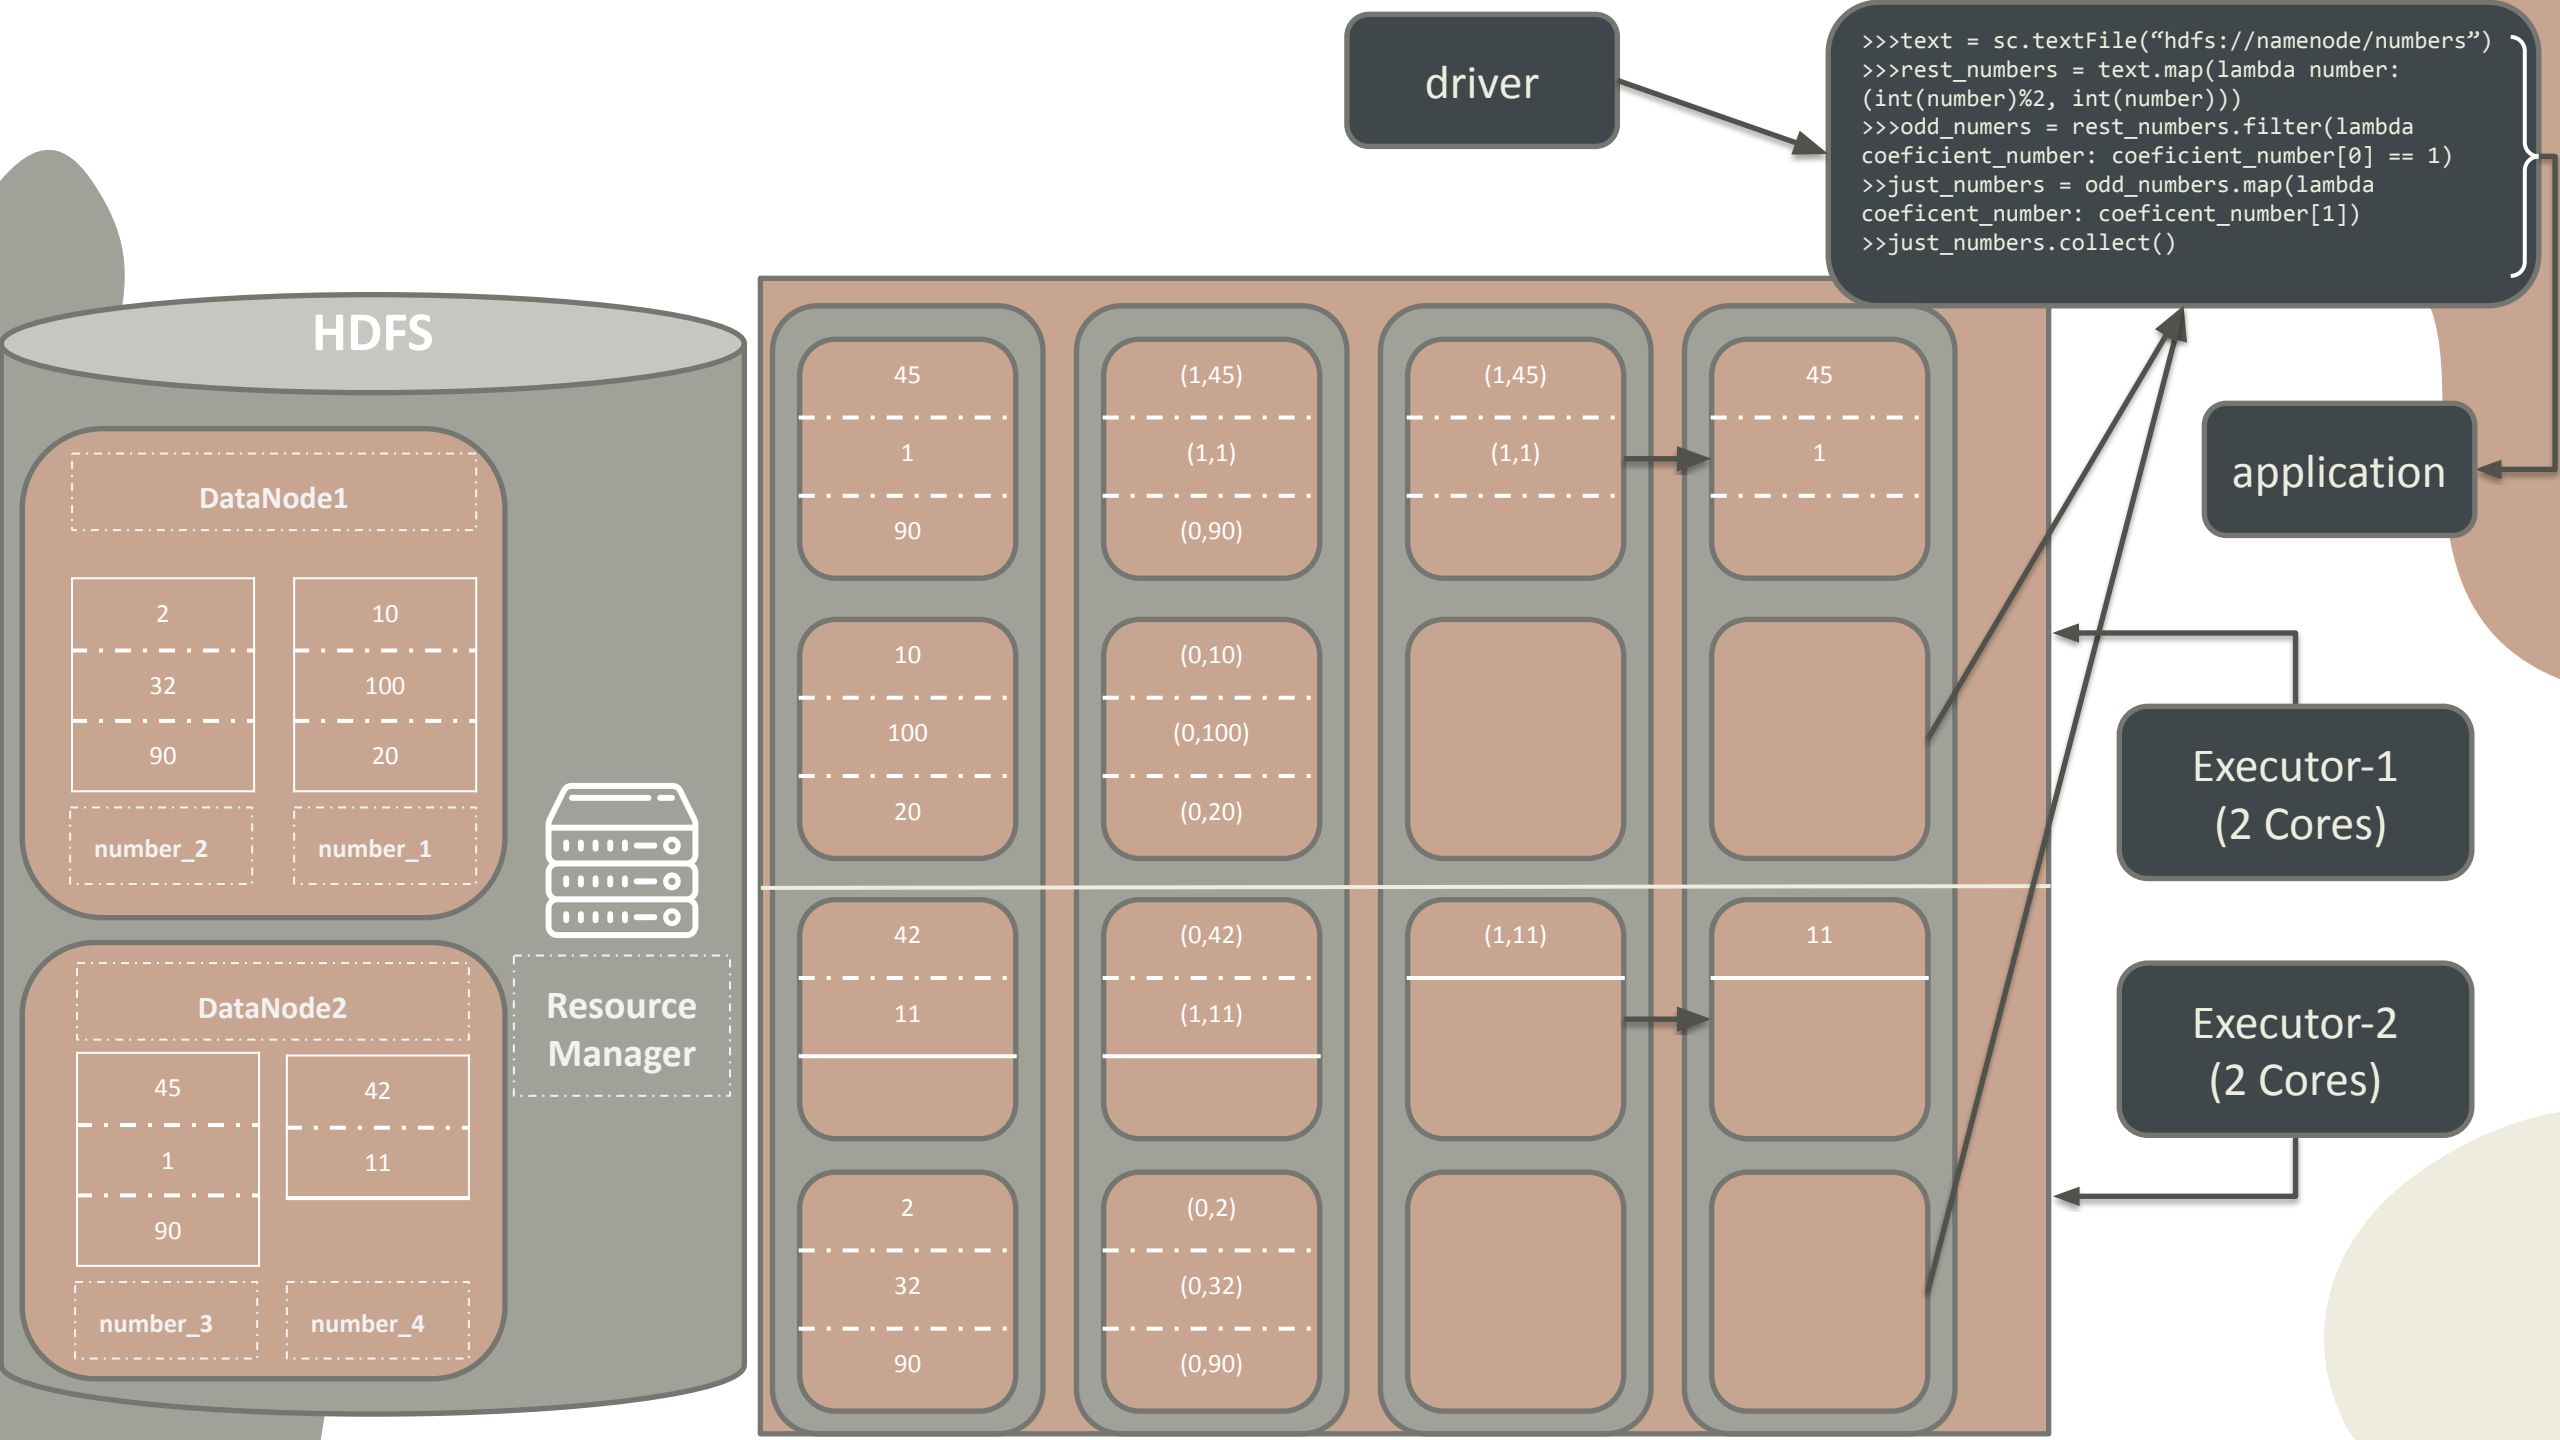 driver
>>>text = sc.textFile(“hdfs://namenode/numbers”)
>>>rest_numbers = text.map(lambda number:
(int(number)%2, int(number)))
>>>odd_numers = rest_numbers.filter(lambda
coeficient_number: coeficient_number[0] == 1)
>>just_numbers = odd_numbers.map(lambda
coeficent_number: coeficent_number[1])
>>just_numbers.collect()
application
HDFS
DataNode1
2
32
90
number_2
10
100
20
number_1
DataNode2
45
1
90
number_3
42
11
number_4
Resource
Manager
45
1
90
10
100
20
42
11
2
32
90
(1,45)
(1,1)
(0,90)
(0,10)
(0,100)
(0,20)
(0,42)
(1,11)
(0,2)
(0,32)
(0,90)
(1,45)
(1,1)
(1,11)
45
1
11
Executor-1
(2 Cores)
Executor-2
(2 Cores)